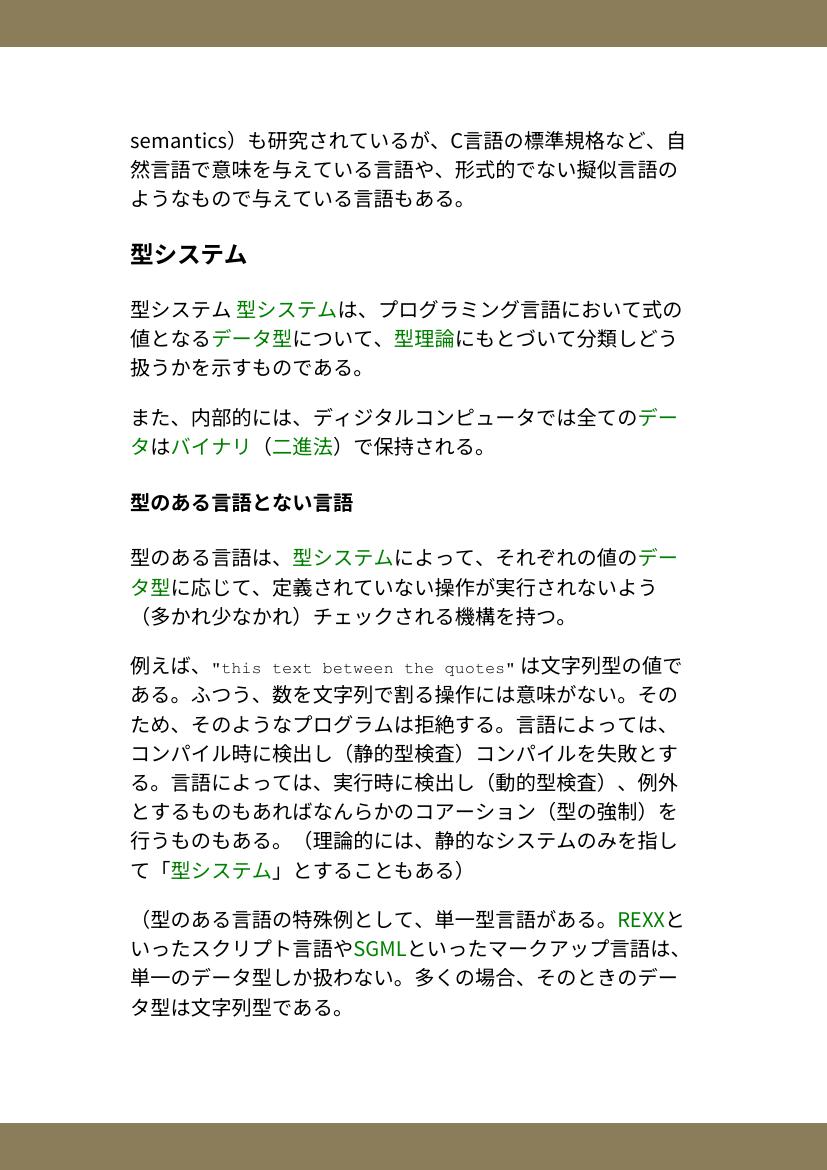 semantics）も研究されているが、C言語の標準規格など、自
然言語で意味を与えている言語や、形式的でない擬似言語の
ようなもので与えている言語もある。
型システム
型システム 型システムは、プログラミング言語において式の
値となるデータ型について、型理論にもとづいて分類しどう
扱うかを示すものである。
また、内部的には、ディジタルコンピュータでは全てのデー
タはバイナリ（二進法）で保持される。
型のある言語とない言語
型のある言語は、型システムによって、それぞれの値のデー
タ型に応じて、定義されていない操作が実行されないよう
（多かれ少なかれ）チェックされる機構を持つ。
例えば、"this text between the quotes" は文字列型の値で
ある。ふつう、数を文字列で割る操作には意味がない。その
ため、そのようなプログラムは拒絶する。言語によっては、
コンパイル時に検出し（静的型検査）コンパイルを失敗とす
る。言語によっては、実行時に検出し（動的型検査）、例外
とするものもあればなんらかのコアーション（型の強制）を
行うものもある。（理論的には、静的なシステムのみを指し
て「型システム」とすることもある）
（型のある言語の特殊例として、単一型言語がある。REXXと
いったスクリプト言語やSGMLといったマークアップ言語は、
単一のデータ型しか扱わない。多くの場合、そのときのデー
タ型は文字列型である。